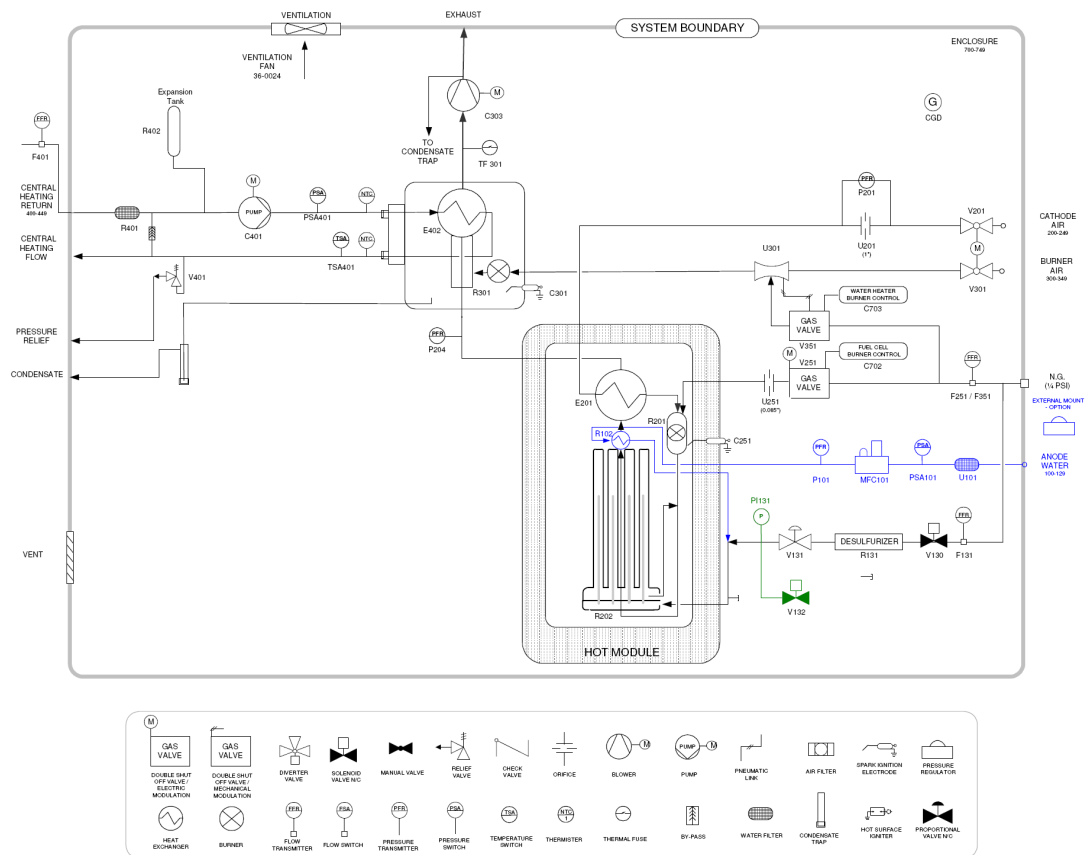 VENTILATION
EXHAUST
SYSTEM BOUNDARY
ENCLOSURE
700-749
VENTILATION
FAN
36-0024
M
C303
Expansion
Tank
R402
G
CGD
FFR
F401
TO
CONDENSATE
TRAP
TF 301
PFR
P201
CENTRAL
HEATING
RETURN
400-449
M
PUMP
C401
PSA
PSA401
NTC
E402
R401
V201
CATHODE
AIR
200-249
U201
(1")
CENTRAL
HEATING
FLOW
TSA
TSA401
NTC
U301
M
BURNER
AIR
300-349
V401
R301
C301
V301
WATER HEATER
BURNER CONTROL
C703
GAS
VALVE
V351
PRESSURE
RELIEF
PFR
P204
FUEL CELL
BURNER CONTROL
C702
V251
M
GAS
VALVE
FFR
F251 / F351
CONDENSATE
N.G.
(¼ PSI)
U251
(0.065")
E201
R201
EXTERNAL MOUNT
- OPTION
R102
C251
PFR
P101
MFC101
PSA
PSA101
U101
ANODE
WATER
100-129
PI131
P
FFR
VENT
V131
DESULFURIZER
R131
V130
F131
V132
R202
HOT MODULE
M
GAS
VALVE
GAS
VALVE
M
PUMP
M
DOUBLE SHUT
OFF VALVE /
ELECTRIC
MODULATION
DOUBLE SHUT
OFF VALVE/
MECHANICAL
MODULATION
DIVERTER
VALVE
SOLENOID
VALVE N/C
MANUAL VALVE
RELIEF
VALVE
CHECK
VALVE
ORIFICE
BLOWER
PUMP
PNEUMATIC
LINK
AIR FILTER
SPARK IGNITION
ELECTRODE
PRESSURE
REGULATOR
FFR
FSA
PFR
PSA
TSA
NTC
1
HEAT
EXCHANGER
BURNER
FLOW
TRANSMITTER
FLOW SWITCH
PRESSURE
TRANSMITTER
PRESSURE
SWITCH
TEMPERATURE
SWITCH
THERMISTER
THERMAL FUSE
BY-PASS
WATER FILTER
CONDENSATE
TRAP
HOT SURFACE
IGNITER
PROPORTIONAL
VALVE N/C